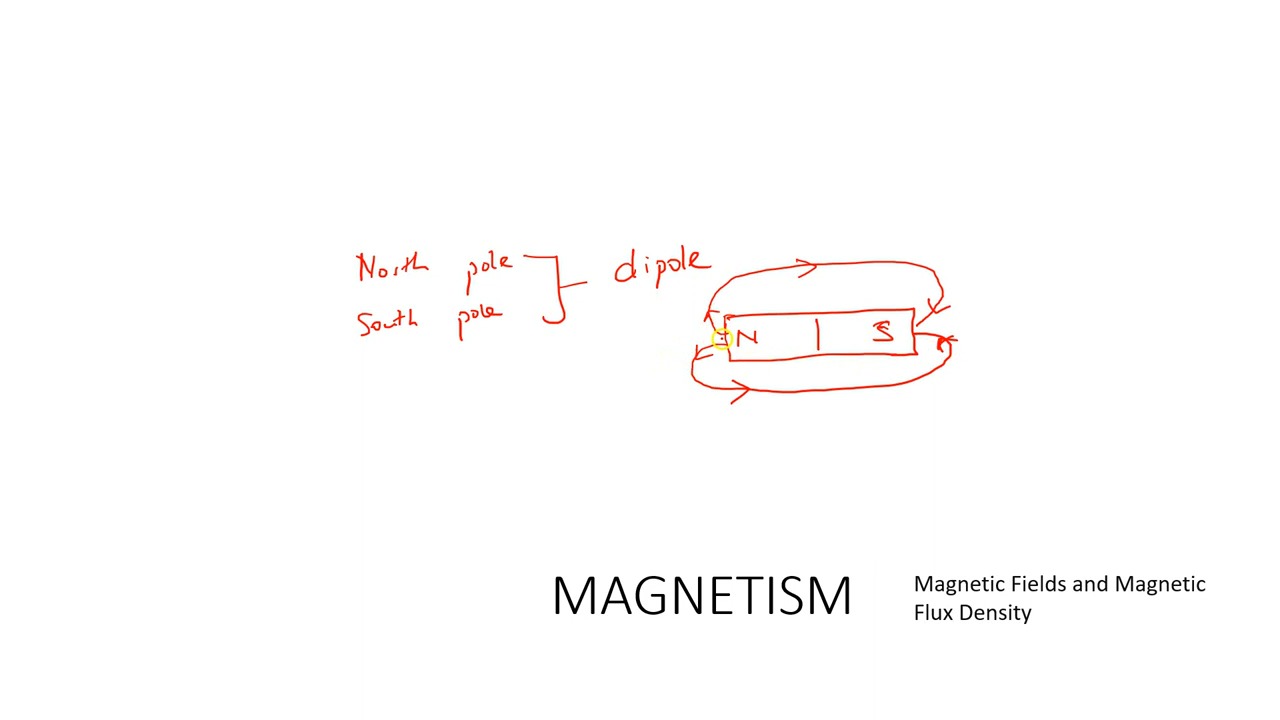 North pole
South pole
dipole
N S
MAGNETISM
Magnetic Fields and Magnetic
Flux Density